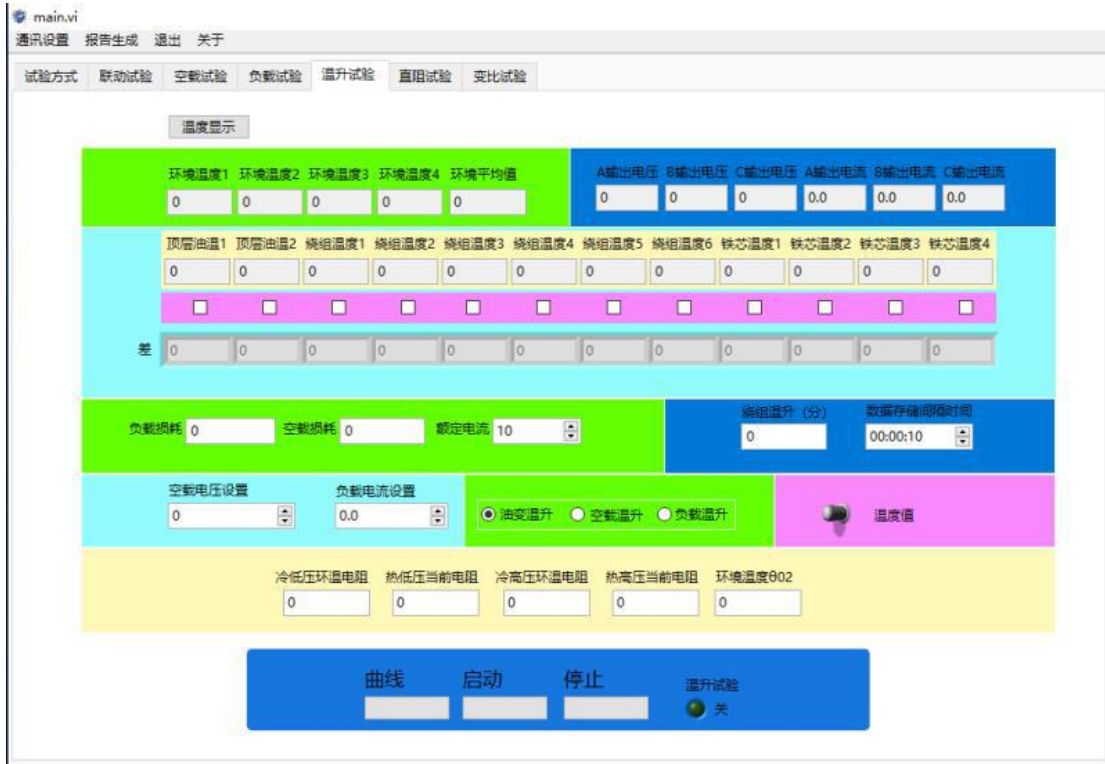 main.vi
通讯设置 报告生成 退出 关于
试验方式 联动试验 空载试验 负载试验 温升试验 直阻试验 变比试验
温度显示
环境温度1 环境温度2 环境温度3 环境温度4 环境平均值 A输出电压 B输出电压 C输出电压 A输出电流 B输出电流 C输出电流
0 0 0 0 0 0 0 0 0.0 0.0 0.0
顶层油温1 顶层油温2 绕组温度1 绕组温度2 绕组温度3 绕组温度4 绕组温度5 绕组温度6 铁芯温度1 铁芯温度2 铁芯温度3 铁芯温度4
0 0 0 0 0 0 0 0 0 0 0 0
差 0 0 0 0 0 0 0 0 0 0 0 0
绕组温升（分） 数据存储间隔时间
负载损耗 0 空载损耗 0 额定电流 10 0 00:00:10
空载电压设置 负载电流设置
0 0.0 油变温升 空载温升 负载温升 温度值
冷低压环温电阻 热低压当前电阻 冷高压环温电阻 热高压当前电阻 环境温度θ02
0 0 0 0 0
曲线 启动 停止 温升试验
关